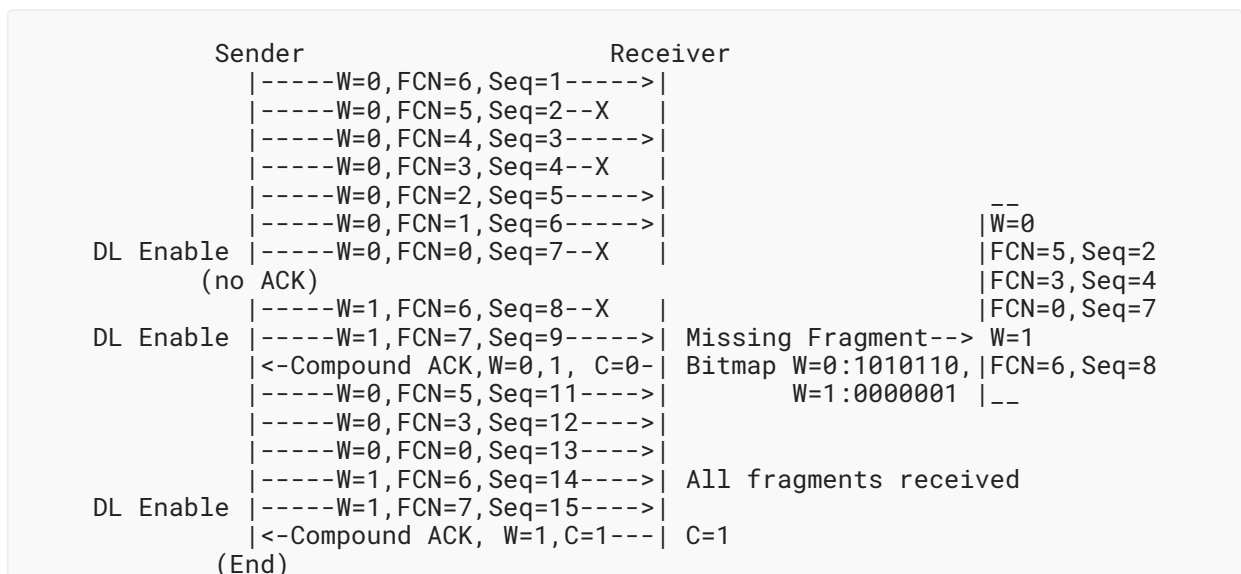 Sender                    Receiver
          |-----W=0,FCN=6,Seq=1----->|
          |-----W=0,FCN=5,Seq=2--X   |
          |-----W=0,FCN=4,Seq=3----->|
          |-----W=0,FCN=3,Seq=4--X   |
          |-----W=0,FCN=2,Seq=5----->|                     __
          |-----W=0,FCN=1,Seq=6----->|                    |W=0
DL Enable |-----W=0,FCN=0,Seq=7--X   |                    |FCN=5,Seq=2
       (no ACK)                                           |FCN=3,Seq=4
          |-----W=1,FCN=6,Seq=8--X   |                    |FCN=0,Seq=7
DL Enable |-----W=1,FCN=7,Seq=9----->| Missing Fragment--> W=1
          |<-Compound ACK,W=0,1, C=0-| Bitmap W=0:1010110,|FCN=6,Seq=8
          |-----W=0,FCN=5,Seq=11---->|        W=1:0000001 |__
          |-----W=0,FCN=3,Seq=12---->|
          |-----W=0,FCN=0,Seq=13---->|
          |-----W=1,FCN=6,Seq=14---->| All fragments received
DL Enable |-----W=1,FCN=7,Seq=15---->|
          |<-Compound ACK, W=1,C=1---| C=1
        (End)